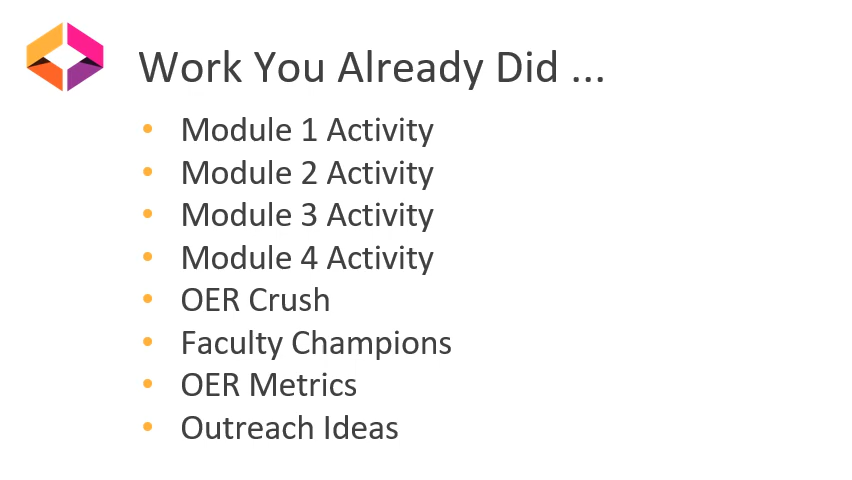 Work You Already Did ...
• Module 1 Activity
• Module 2 Activity
• Module 3 Activity
• Module 4 Activity
• OER Crush
• Faculty Champions
• OER Metrics
• Outreach Ideas